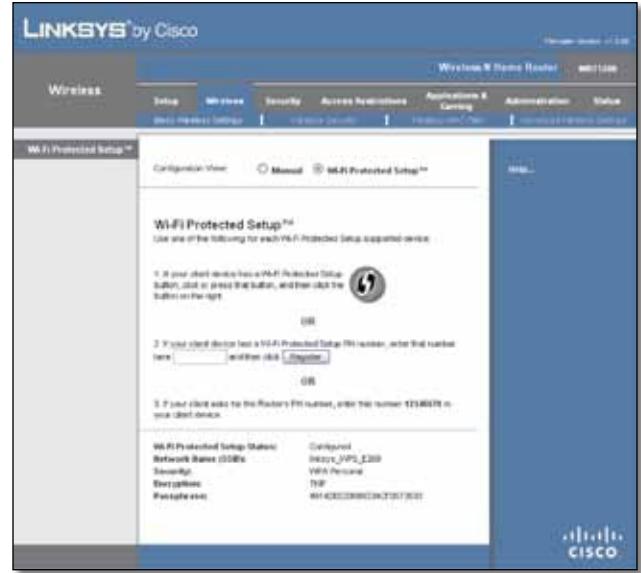 LINKSYS® by Cisco
Wireless-N Home Router
Wireless
Setup
Wireless
Security
Access Restrictions
Applications & Gaming
Administration
Status
Basic Wireless Settings
Wireless Security
Wi-Fi Protected Setup™
Configuration View:
Manual
Wi-Fi Protected Setup™
Help...
Wi-Fi Protected Setup™
Use one of the following for each Wi-Fi Protected Setup supported device:
1. If your client device has a Wi-Fi Protected Setup
button, click or press that button, and then click the
button on the right.
OR
2. If your client device has a Wi-Fi Protected Setup PIN number, enter that number
here
and then click
Register
OR
3. If your client asks for the Router's PIN number, enter this number 12345670 in
your client device.
Wi-Fi Protected Setup Status:
Configured
Network Name (SSID):
Security:
WPA Personal
Encryption:
TKIP
Passphrase:
CISCO